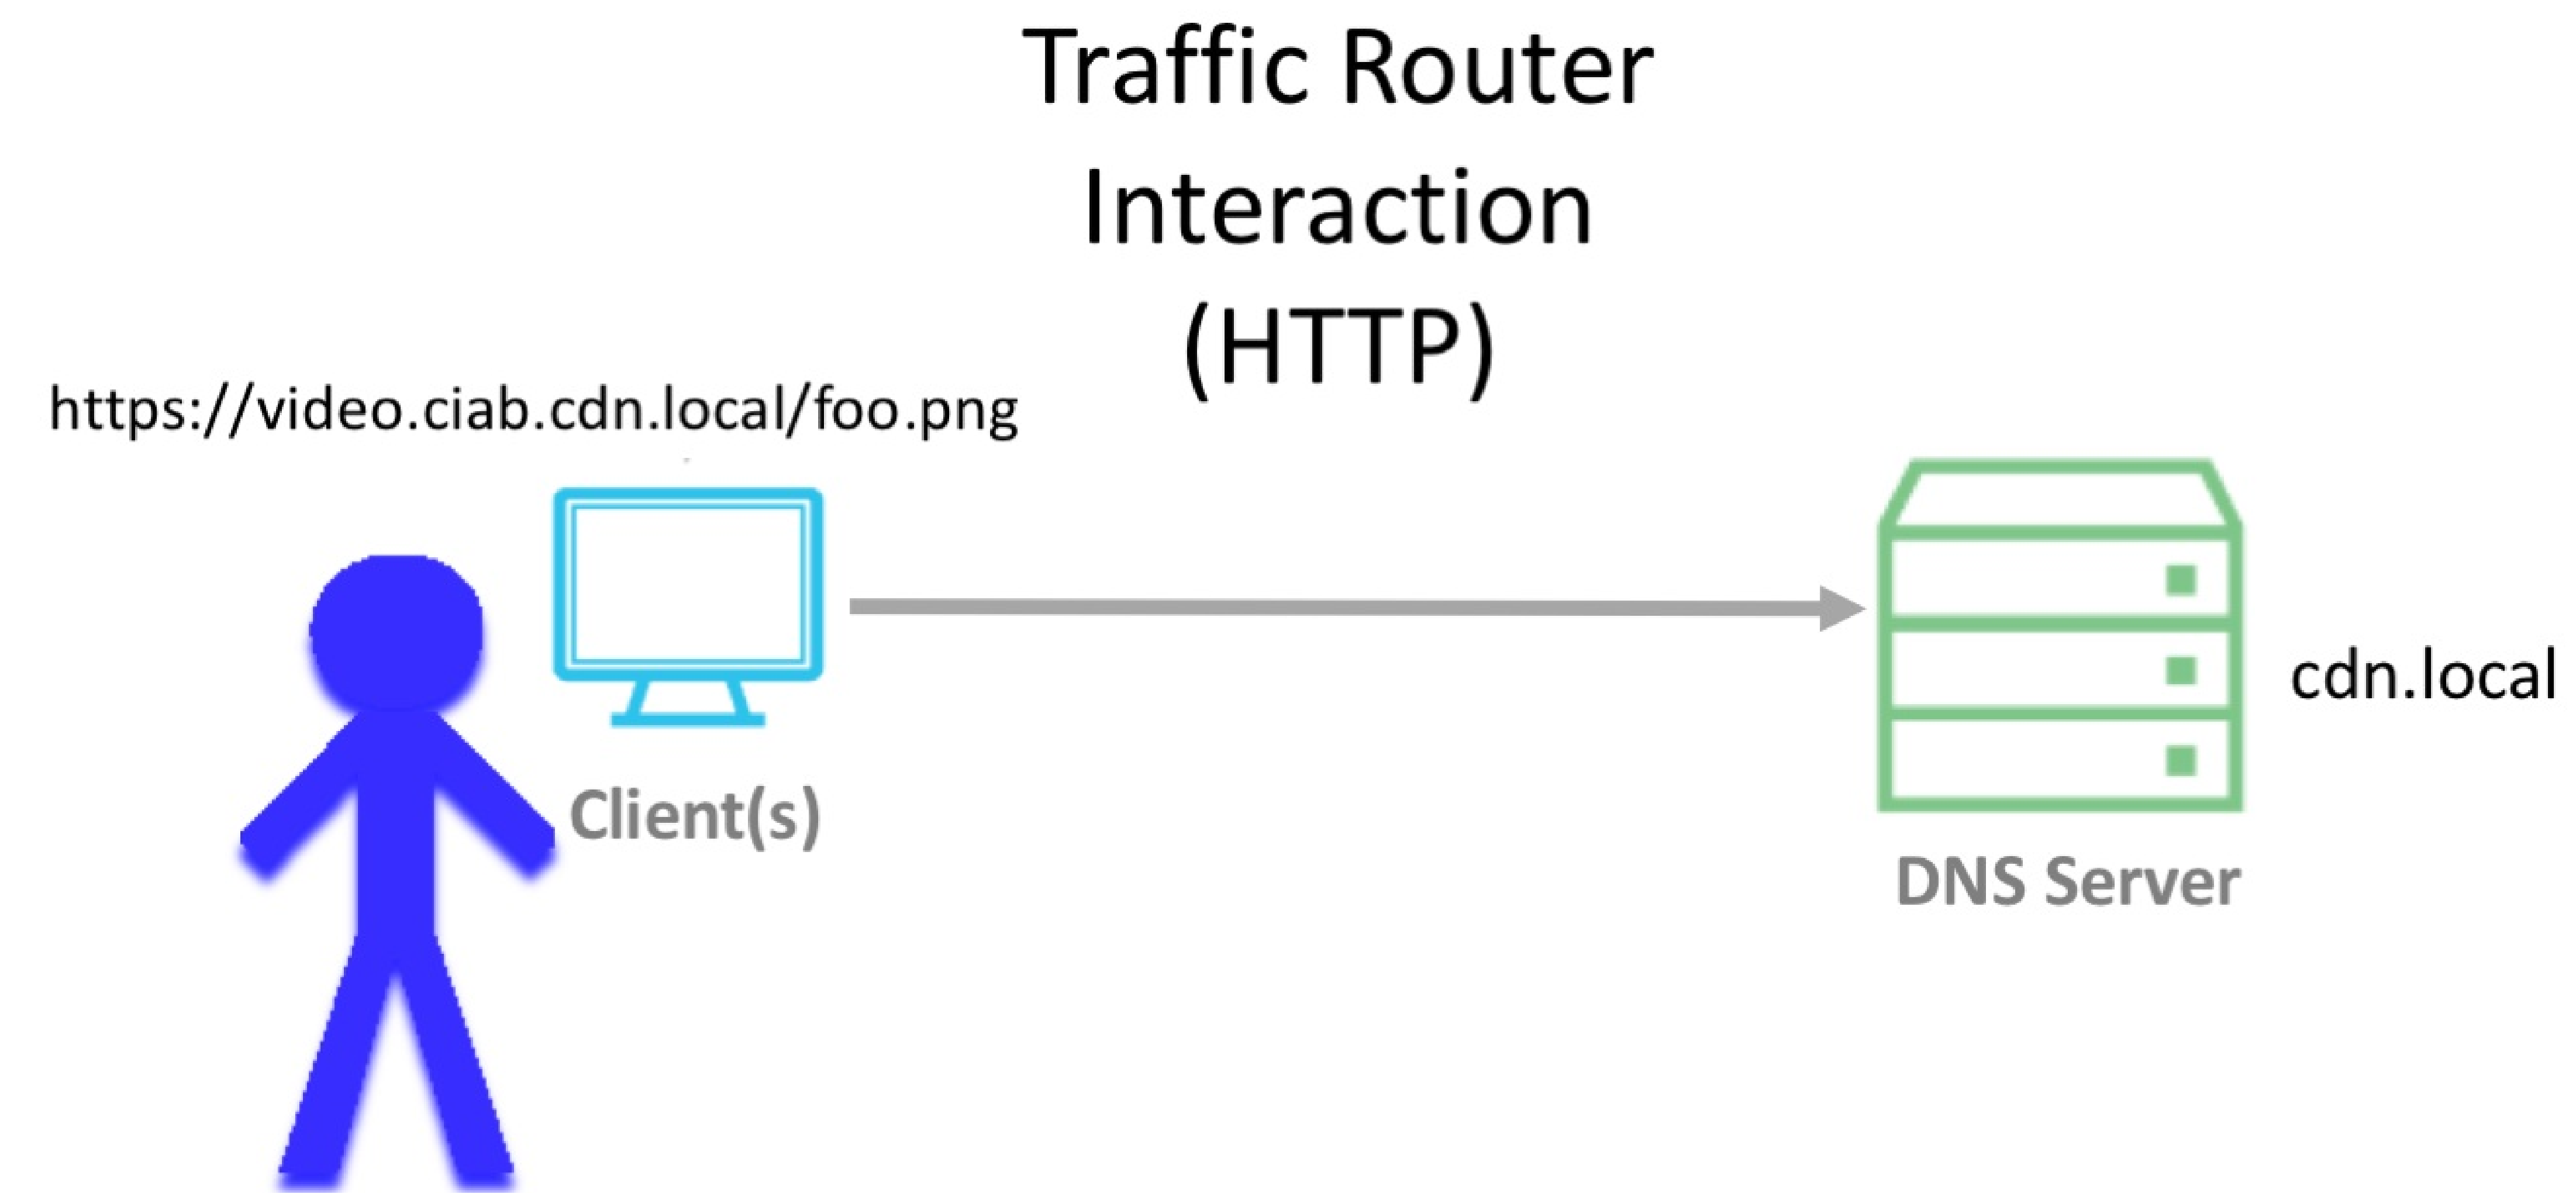 Traffic Router
Interaction
(HTTP)
https://video.ciab.cdn.local/foo.png
cdn.local
Client(s)
DNS Server